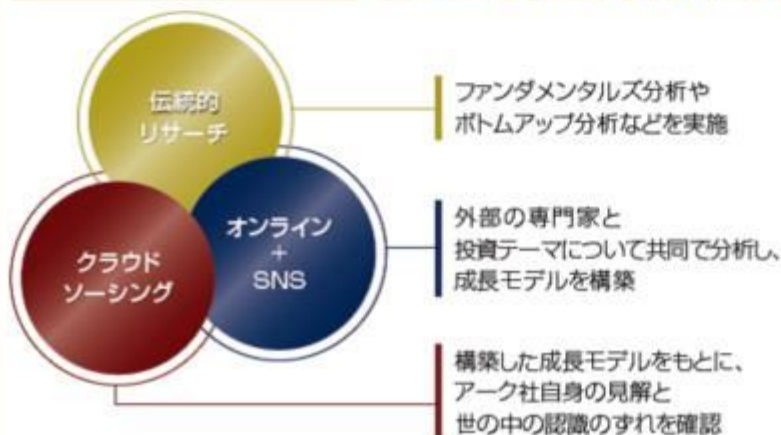 伝統的
リサーチ
ファンダメンタルズ分析や
ボトムアップ分析などを実施
オンライン
+
SNS
外部の専門家と
投資テーマについて共同で分析し、
成長モデルを構築
クラウド
ソーシング
構築した成長モデルをもとに、
アーク社自身の見解と
世の中の認識のずれを確認